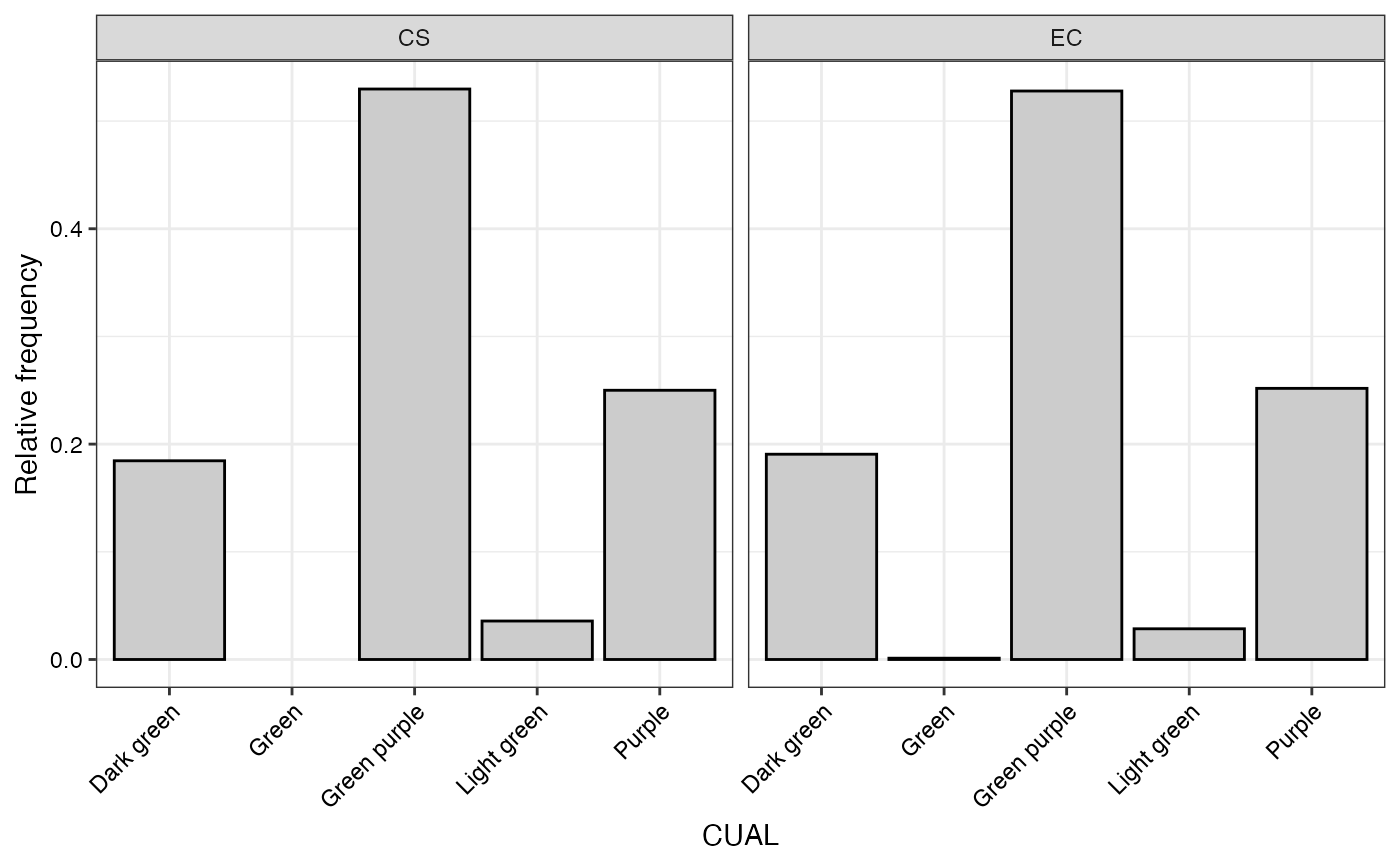 CS
EC
Relative frequency
0.4
0.2
0.0
Dark green
Green
Green purple
Light green
Purple
Dark green
Green
Green purple
Light green
Purple
CUAL